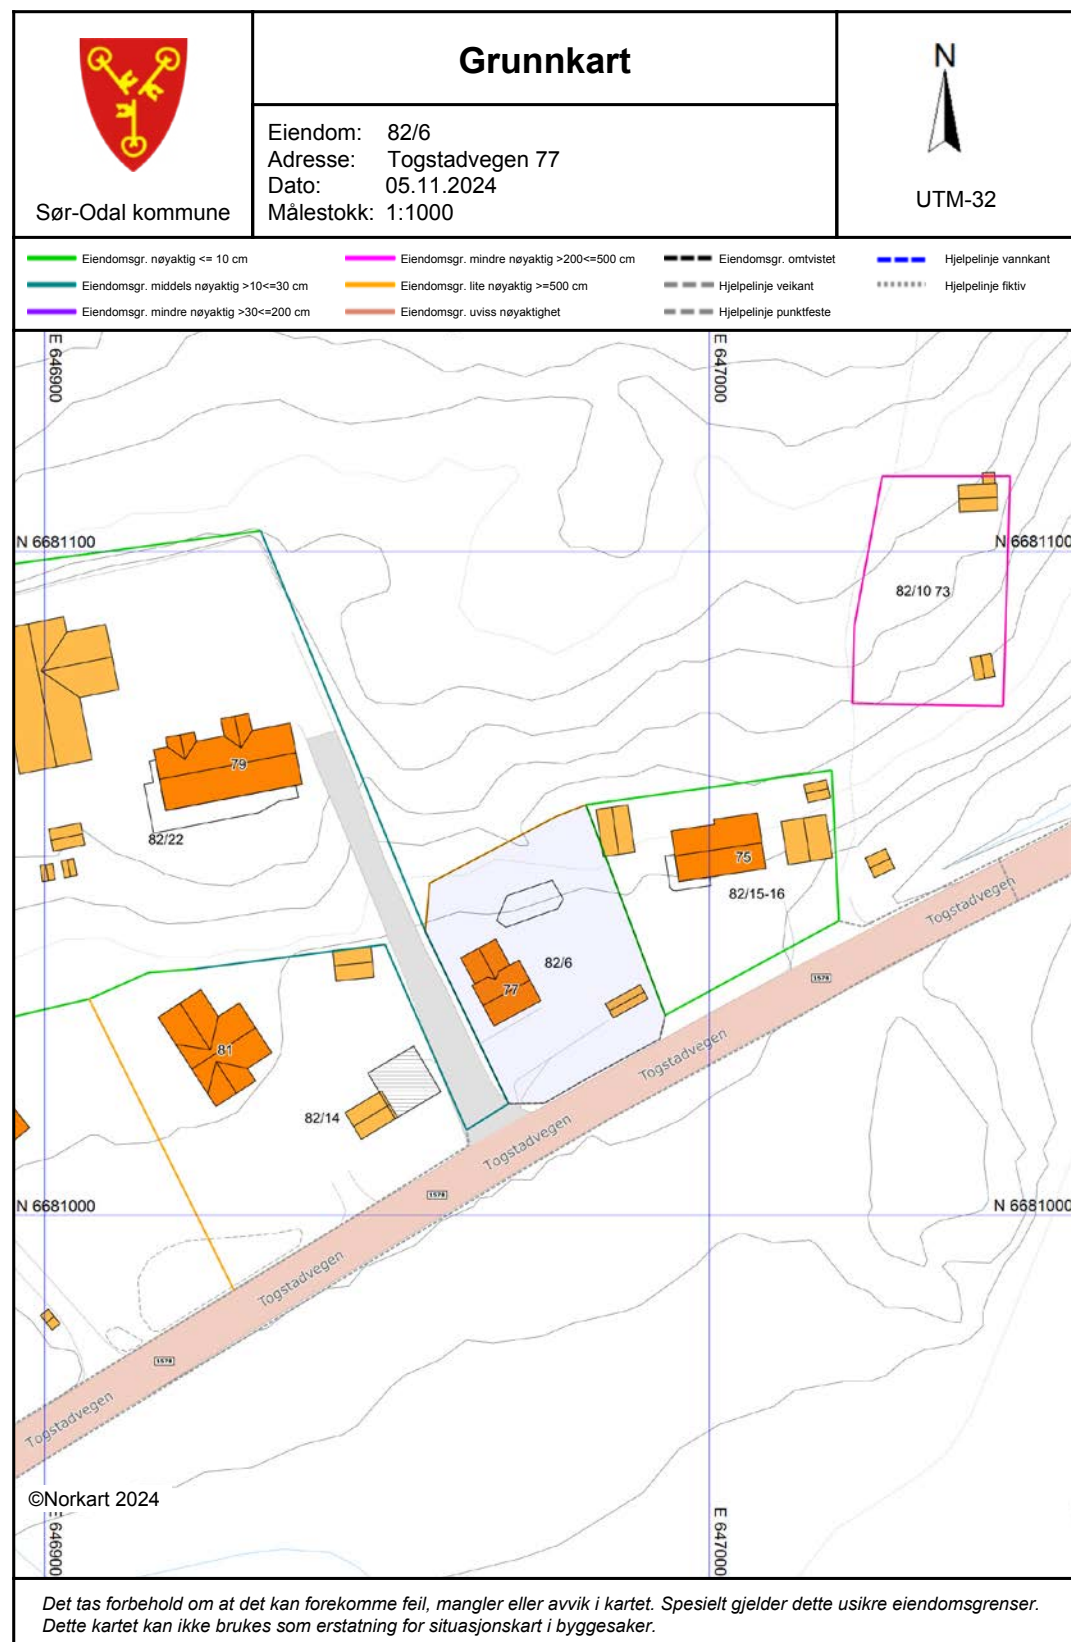 Grunnkart
Eiendom: 82/6
Adresse: Togstadvegen 77
Dato: 05.11.2024
Målestokk: 1:1000
Sør-Odal kommune
N
UTM-32
Eiendomsgr. nøyaktig <= 10 cm
Eiendomsgr. middels nøyaktig >10<=30 cm
Eiendomsgr. mindre nøyaktig >30<=200 cm
Eiendomsgr. mindre nøyaktig >200<=500 cm
Eiendomsgr. lite nøyaktig >=500 cm
Eiendomsgr. uviss nøyaktighet
Eiendomsgr. omtvistet
Hjelpelinje veikant
Hjelpelinje punktfeste
Hjelpelinje vannkant
Hjelpelinje fiktiv
E 646900
E 647000
N 6681100
N 6681100
82/10 73
79
82/22
75
82/15-16
Togstadvegen
82/6
77
1578
81
Togstadvegen
82/14
Togstadvegen
1578
N 6681000
N 6681000
Togstadvegen
1578
Togstadvegen
©Norkart 2024
E 646900
E 647000
Det tas forbehold om at det kan forekomme feil, mangler eller avvik i kartet. Spesielt gjelder dette usikre eiendomsgrenser.
Dette kartet kan ikke brukes som erstatning for situasjonskart i byggesaker.